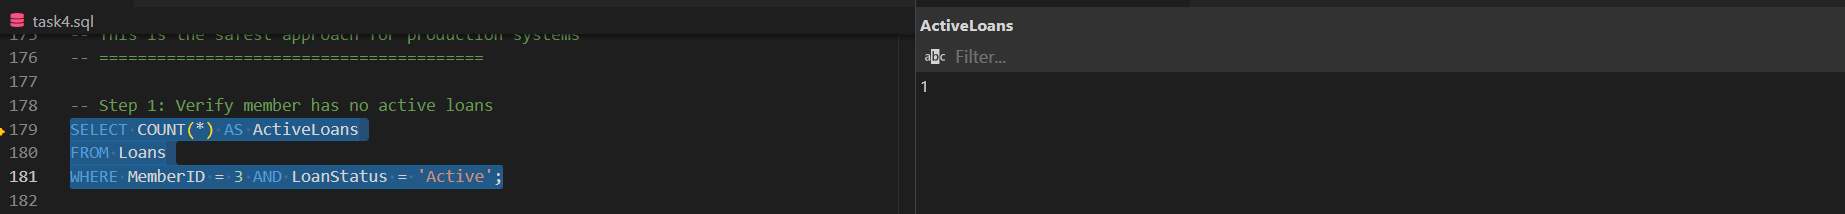 task4.sql
175 -- This is the safest approach for production systems
176 -- ========================================
177
178 -- Step 1: Verify member has no active loans
179 SELECT COUNT(*) AS ActiveLoans
180 FROM Loans
181 WHERE MemberID = 3 AND LoanStatus = 'Active';
182
ActiveLoans
abc Filter...
1